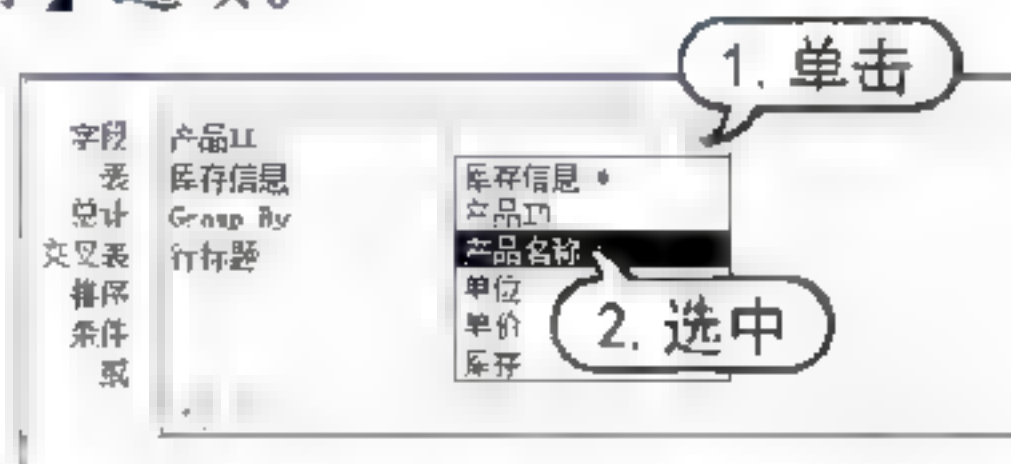 1. 单击
字段 产品ID
表 库存信息
总计 Group By
交叉表 行标题
排序
条件
或
库存信息.*
产品ID
产品名称
单位
单价
库存
2. 选中